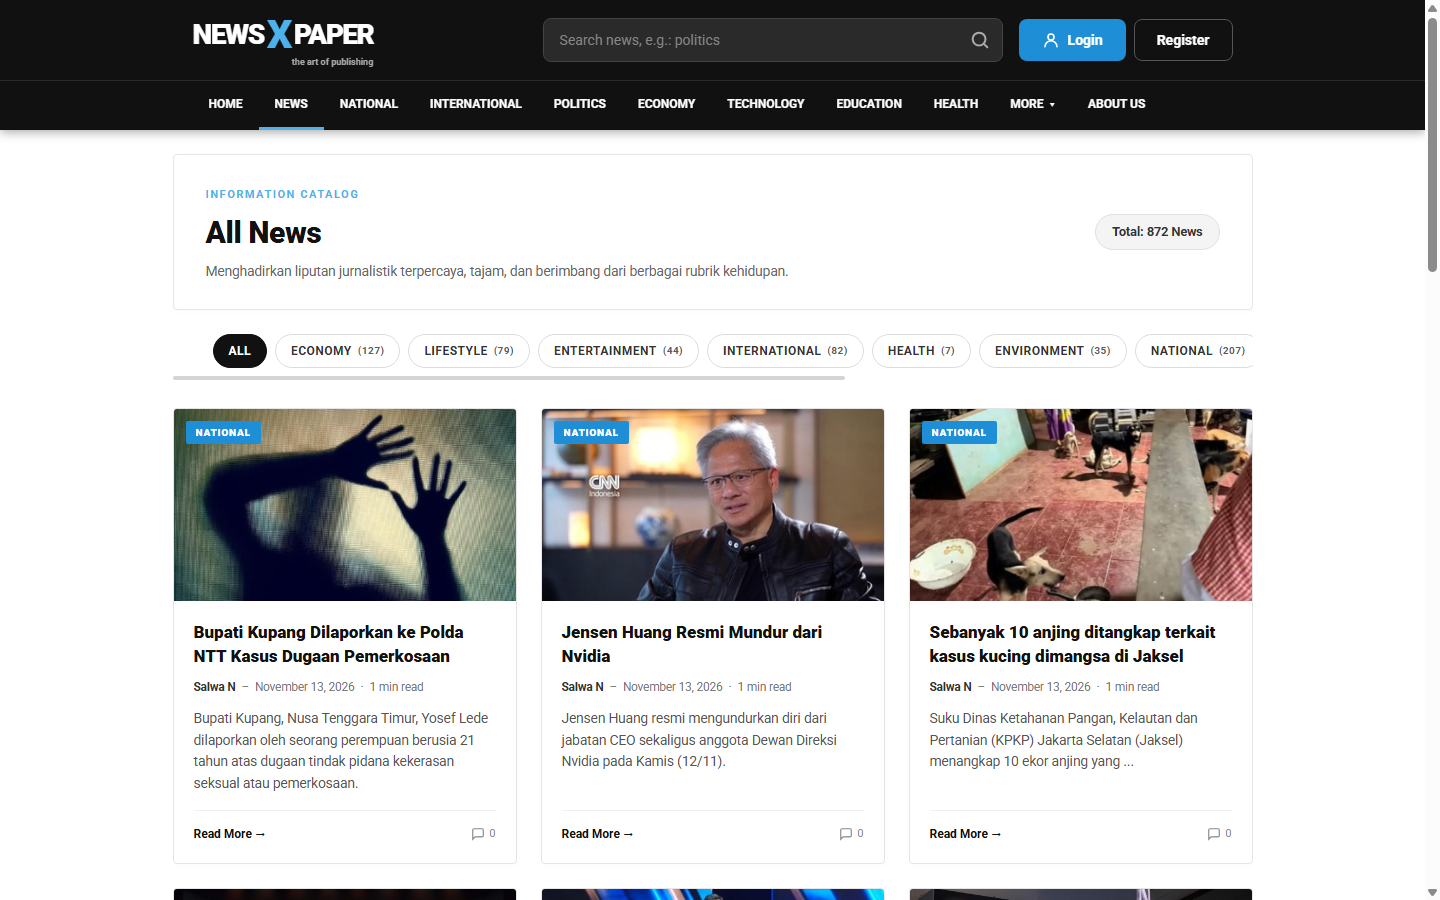 NEWS X PAPER
the art of publishing
Search news, e.g.: politics
Login
Register
HOME NEWS NATIONAL INTERNATIONAL POLITICS ECONOMY TECHNOLOGY EDUCATION HEALTH MORE ABOUT US
INFORMATION CATALOG
All News
Total: 872 News
Menghadirkan liputan jurnalistik terpercaya, tajam, dan berimbang dari berbagai rubrik kehidupan.
ALL ECONOMY (127) LIFESTYLE (79) ENTERTAINMENT (44) INTERNATIONAL (82) HEALTH (7) ENVIRONMENT (35) NATIONAL (207)
NATIONAL
Bupati Kupang Dilaporkan ke Polda
NTT Kasus Dugaan Pemerkosaan
Salwa N – November 13, 2026 · 1 min read
Bupati Kupang, Nusa Tenggara Timur, Yosef Lede
dilaporkan oleh seorang perempuan berusia 21
tahun atas dugaan tindak pidana kekerasan
seksual atau pemerkosaan.
Read More → 0
NATIONAL
CNN
Indonesia
Jensen Huang Resmi Mundur dari
Nvidia
Salwa N – November 13, 2026 · 1 min read
Jensen Huang resmi mengundurkan diri dari
jabatan CEO sekaligus anggota Dewan Direksi
Nvidia pada Kamis (12/11).
Read More → 0
NATIONAL
Sebanyak 10 anjing ditangkap terkait
kasus kucing dimangsa di Jaksel
Salwa N – November 13, 2026 · 1 min read
Suku Dinas Ketahanan Pangan, Kelautan dan
Pertanian (KPKP) Jakarta Selatan (Jaksel)
menangkap 10 ekor anjing yang ...
Read More → 0